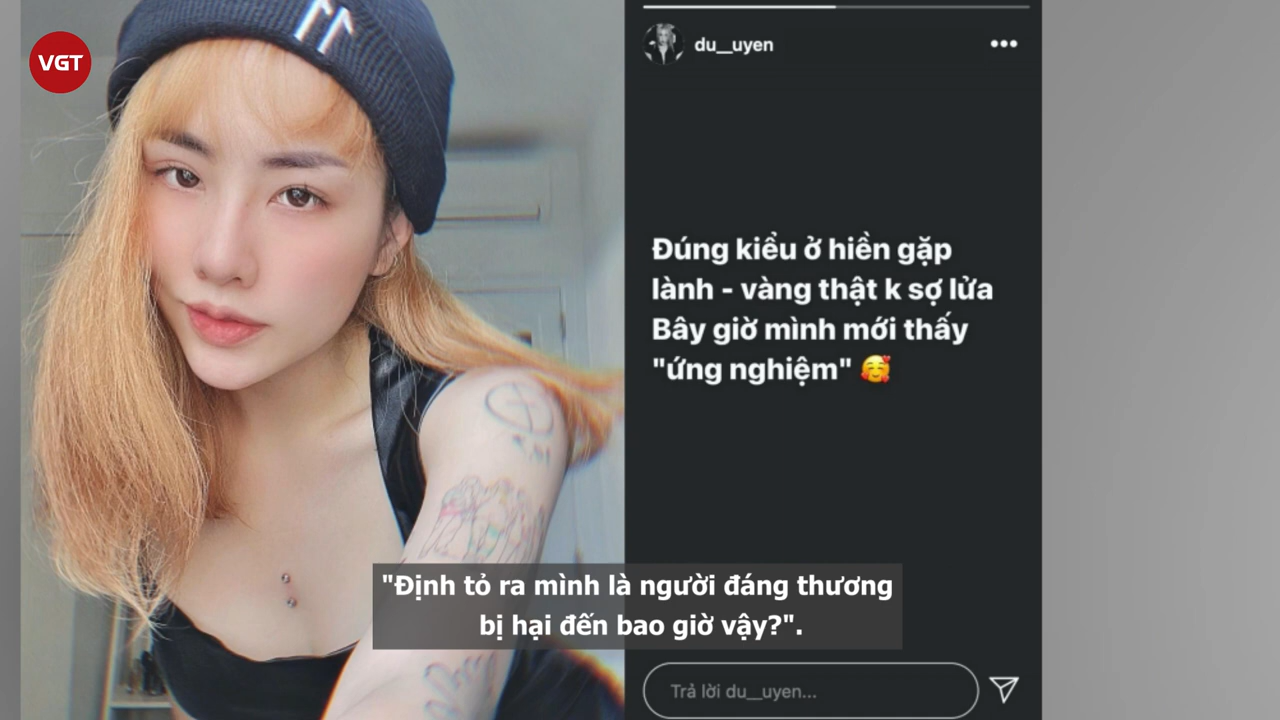 VGT
du__uyen
Đúng kiểu ở hiền gặp
lành - vàng thật k sợ lửa
Bây giờ mình mới thấy
"ứng nghiệm" 🥰
"Định tỏ ra mình là người đáng thương
bị hại đến bao giờ vậy?".
Trả lời du__uyen...